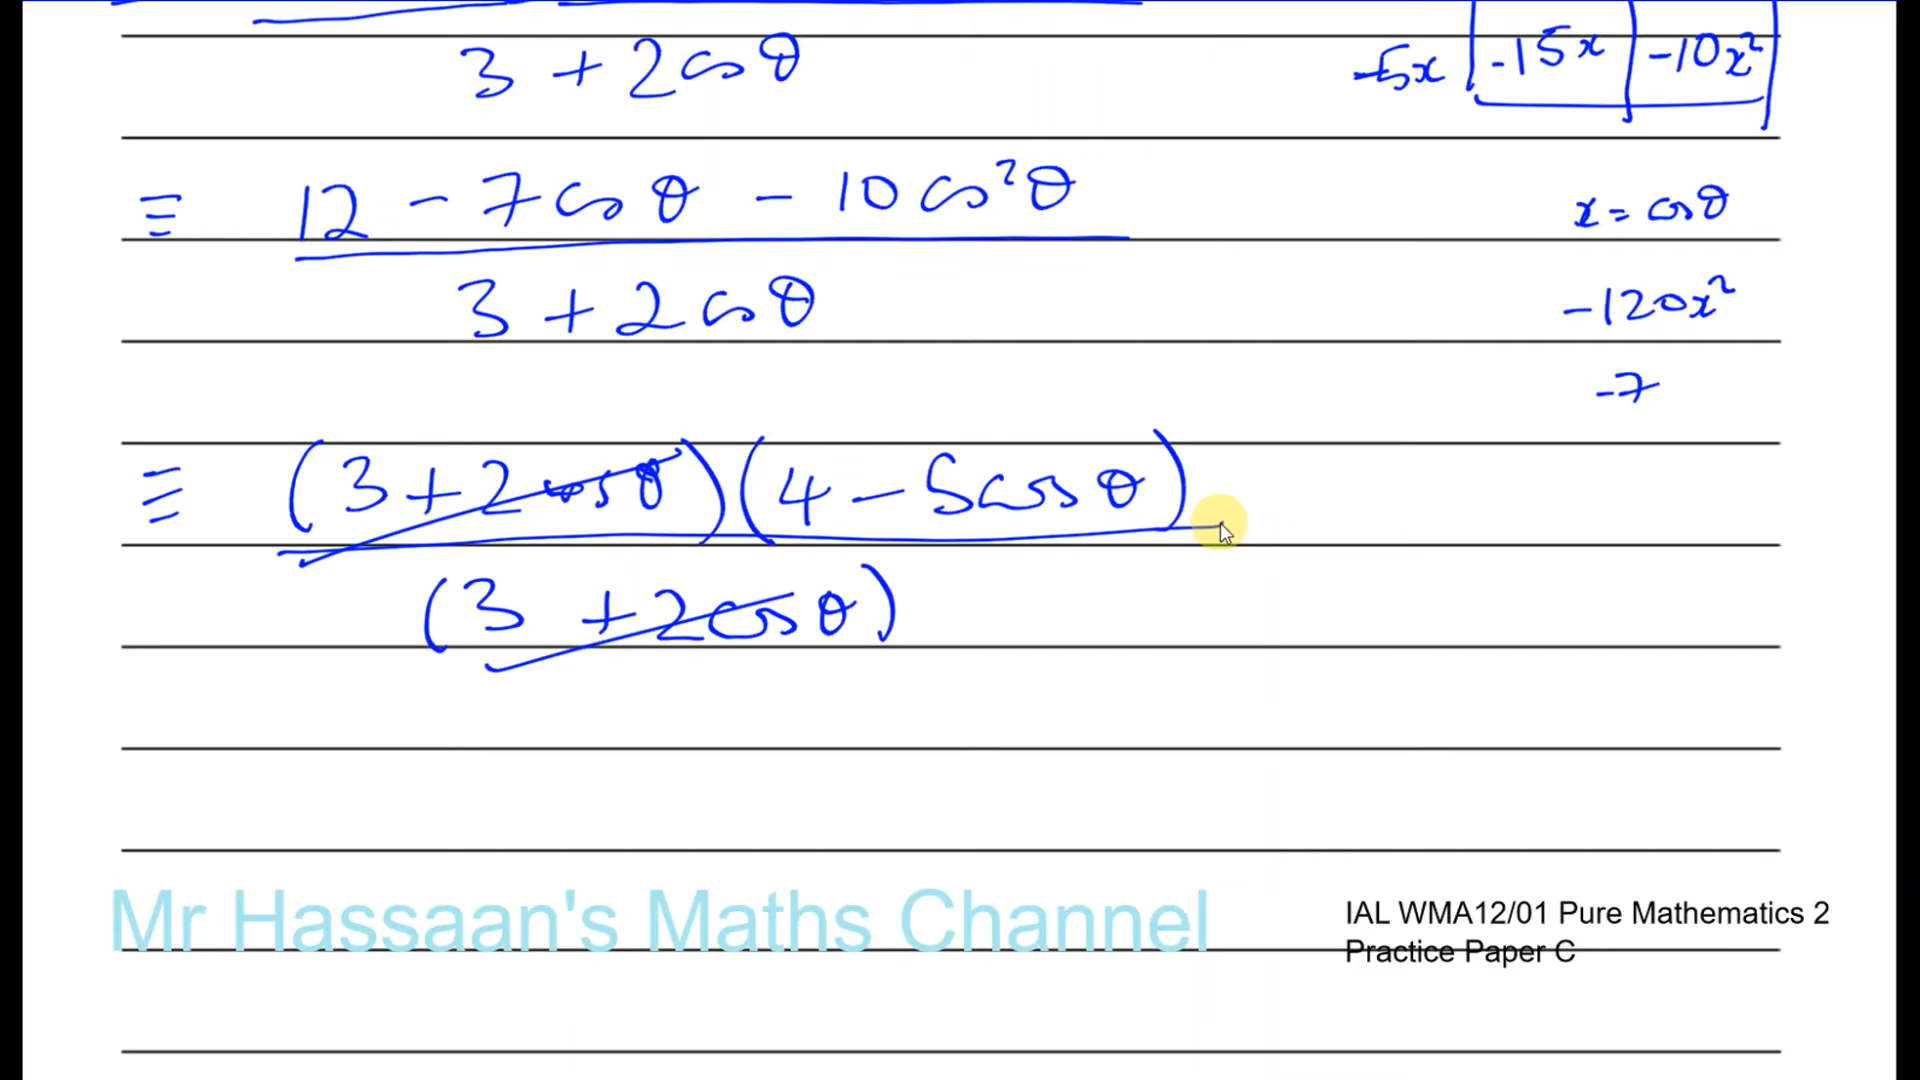 3 + 2cosθ
-5x | -15x | -10x²
≡ 12 - 7cosθ - 10cos²θ
3 + 2cosθ
x = cosθ
-120x²
-7
≡ (3 + 2cosθ)(4 - 5cosθ)
(3 + 2cosθ)
Mr Hassaan's Maths Channel
IAL WMA12/01 Pure Mathematics 2
Practice Paper C